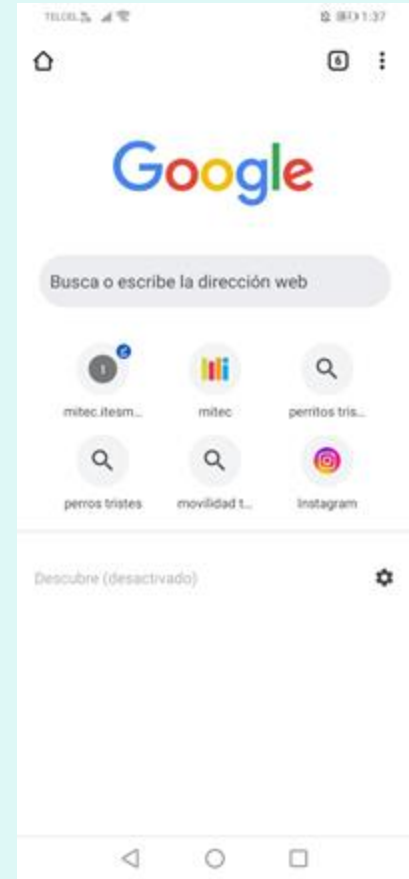 TELCEL 1:37
6
Google
Busca o escribe la dirección web
mitec.itesm... mitec perritos tris...
perros tristes movilidad t... Instagram
Descubre (desactivado)